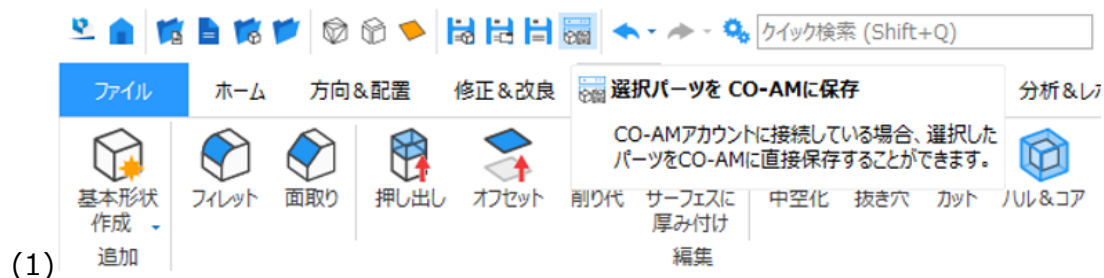 クイック検索 (Shift+Q)
ファイル ホーム 方向&配置 修正&改良 分析&レ
選択パーツを CO-AMに保存
CO-AMアカウントに接続している場合、選択した
パーツをCO-AMに直接保存することができます。
基本形状
作成
フィレット 面取り 押し出し オフセット 削り代 サーフェスに
厚み付け
中空化 抜き穴 カット ハル&コア
追加 編集
(1)